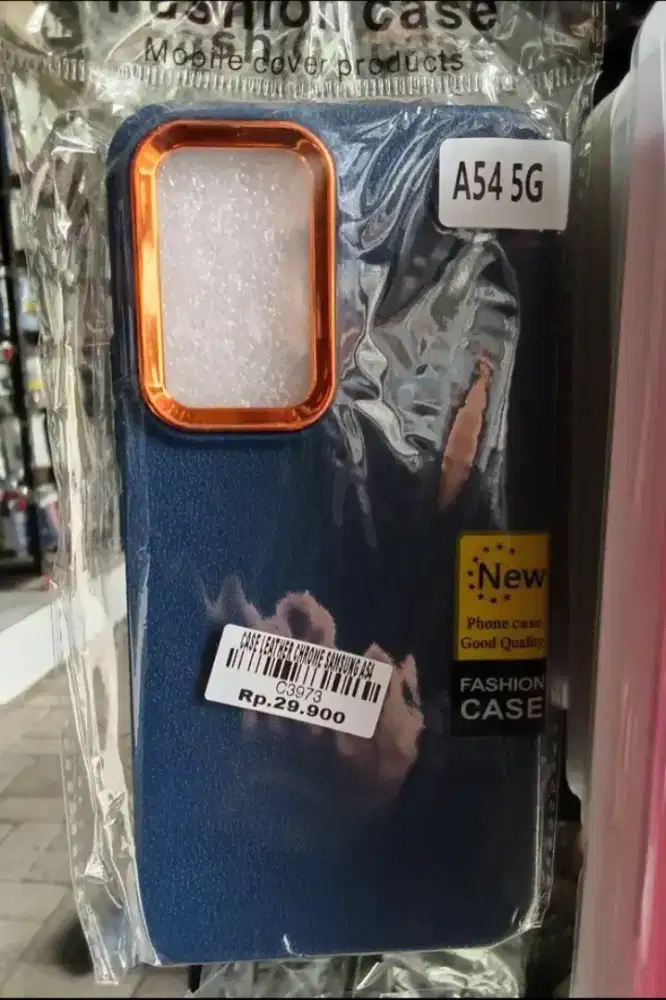 Fashion case
Mobile cover products
A54 5G
New
Phone case
Good Quality
FASHION
CASE
CASE LEATHER CHROME SAMSUNG A54
C3973
Rp.29.900